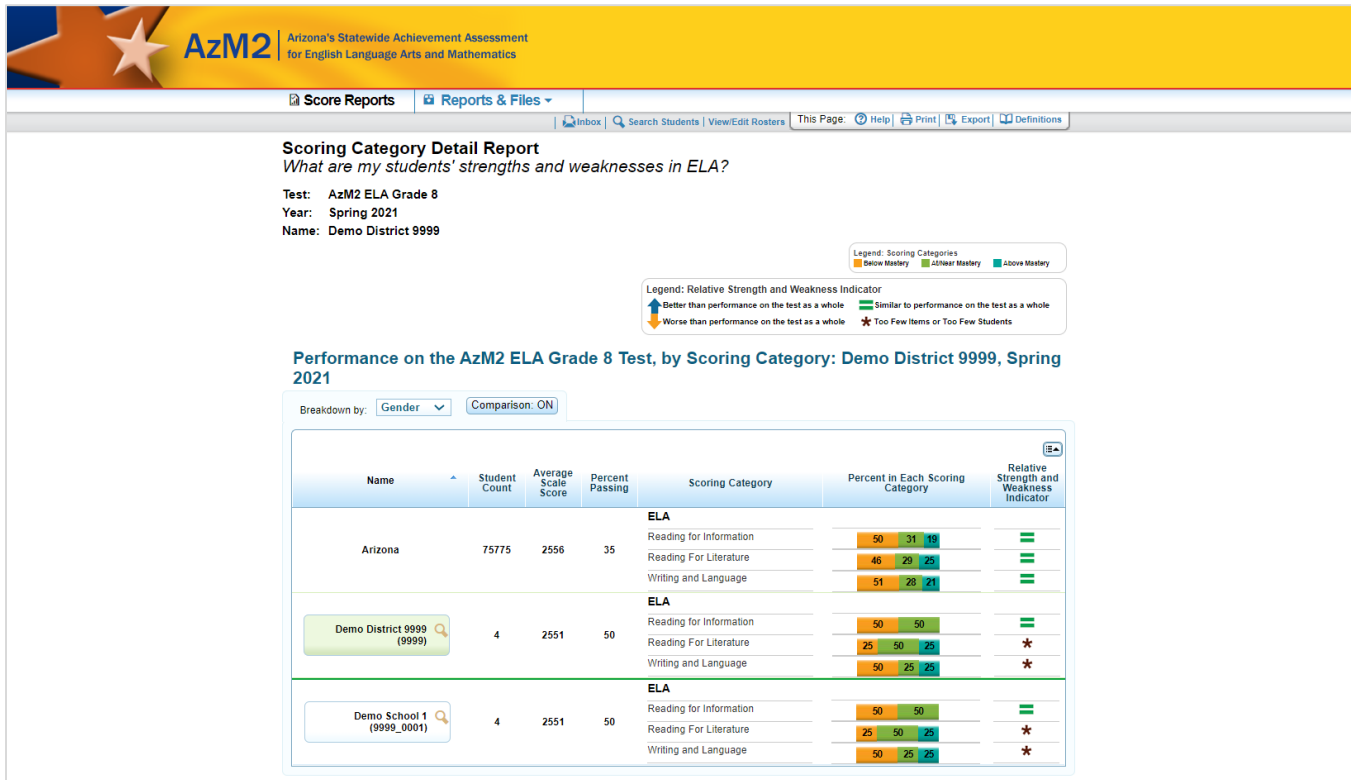 AzM2
Arizona's Statewide Achievement Assessment
for English Language Arts and Mathematics
Score Reports
Reports & Files
Inbox | Search Students | View/Edit Rosters
This Page: Help | Print | Export | Definitions
Scoring Category Detail Report
What are my students' strengths and weaknesses in ELA?
Test: AzM2 ELA Grade 8
Year: Spring 2021
Name: Demo District 9999
Legend: Scoring Categories
Below Mastery At/Near Mastery Above Mastery
Legend: Relative Strength and Weakness Indicator
Better than performance on the test as a whole = Similar to performance on the test as a whole
Worse than performance on the test as a whole * Too Few Items or Too Few Students
Performance on the AzM2 ELA Grade 8 Test, by Scoring Category: Demo District 9999, Spring
2021
Breakdown by: Gender Comparison: ON
Name Student Count Average Scale Score Percent Passing Scoring Category Percent in Each Scoring Category Relative Strength and Weakness Indicator
Arizona 75775 2556 35
ELA
Reading for Information 50 31 19 =
Reading For Literature 46 29 25 =
Writing and Language 51 28 21 =
Demo District 9999
(9999)
4 2551 50
ELA
Reading for Information 50 50 =
Reading For Literature 25 50 25 *
Writing and Language 50 25 25 *
Demo School 1
(9999_0001)
4 2551 50
ELA
Reading for Information 50 50 =
Reading For Literature 25 50 25 *
Writing and Language 50 25 25 *